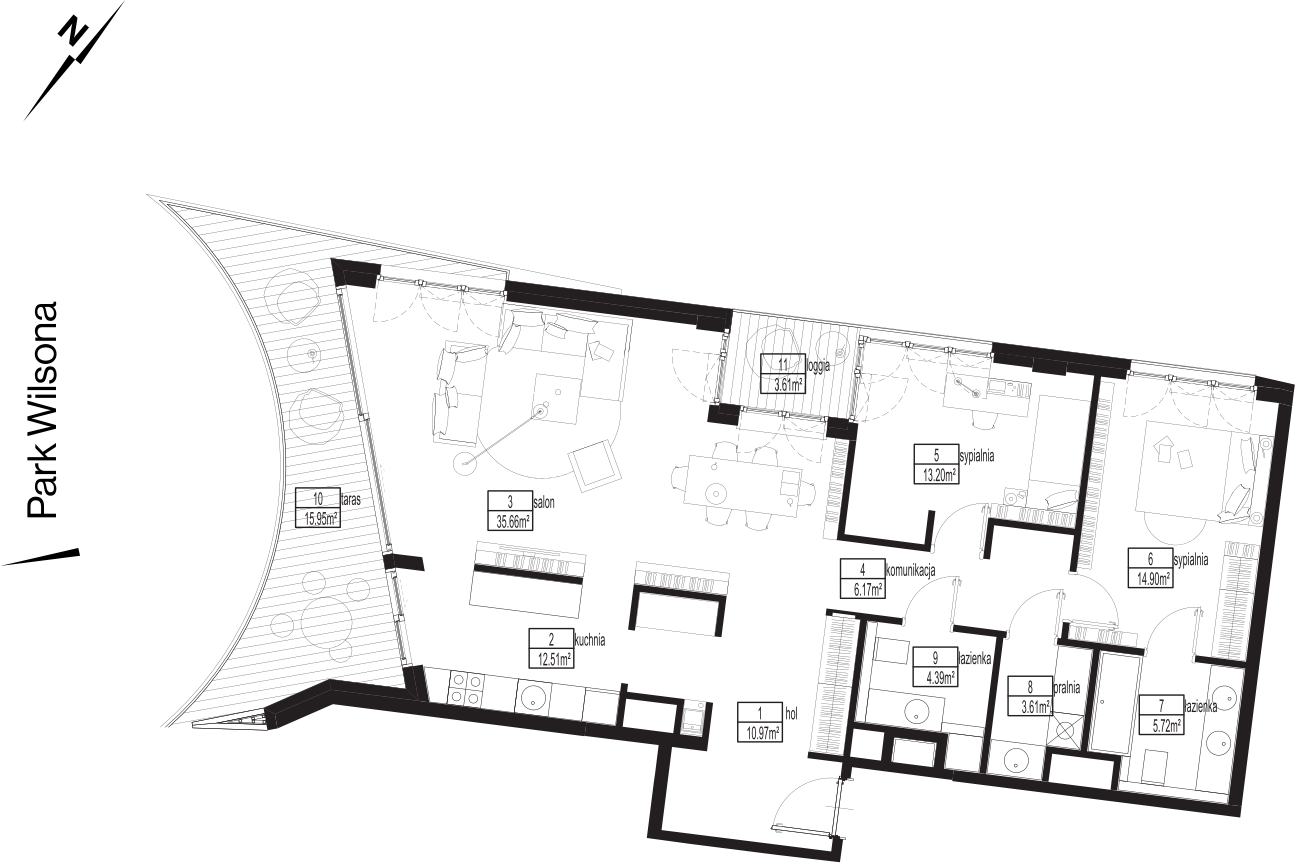 N
Park Wilsona
11 loggia
3.61m²
5 sypialnia
13.20m²
10 taras
15.95m²
3 salon
35.66m²
6 sypialnia
14.90m²
4 komunikacja
6.17m²
2 kuchnia
12.51m²
9 łazienka
4.39m²
8 pralnia
3.61m²
7 łazienka
5.72m²
1 hol
10.97m²